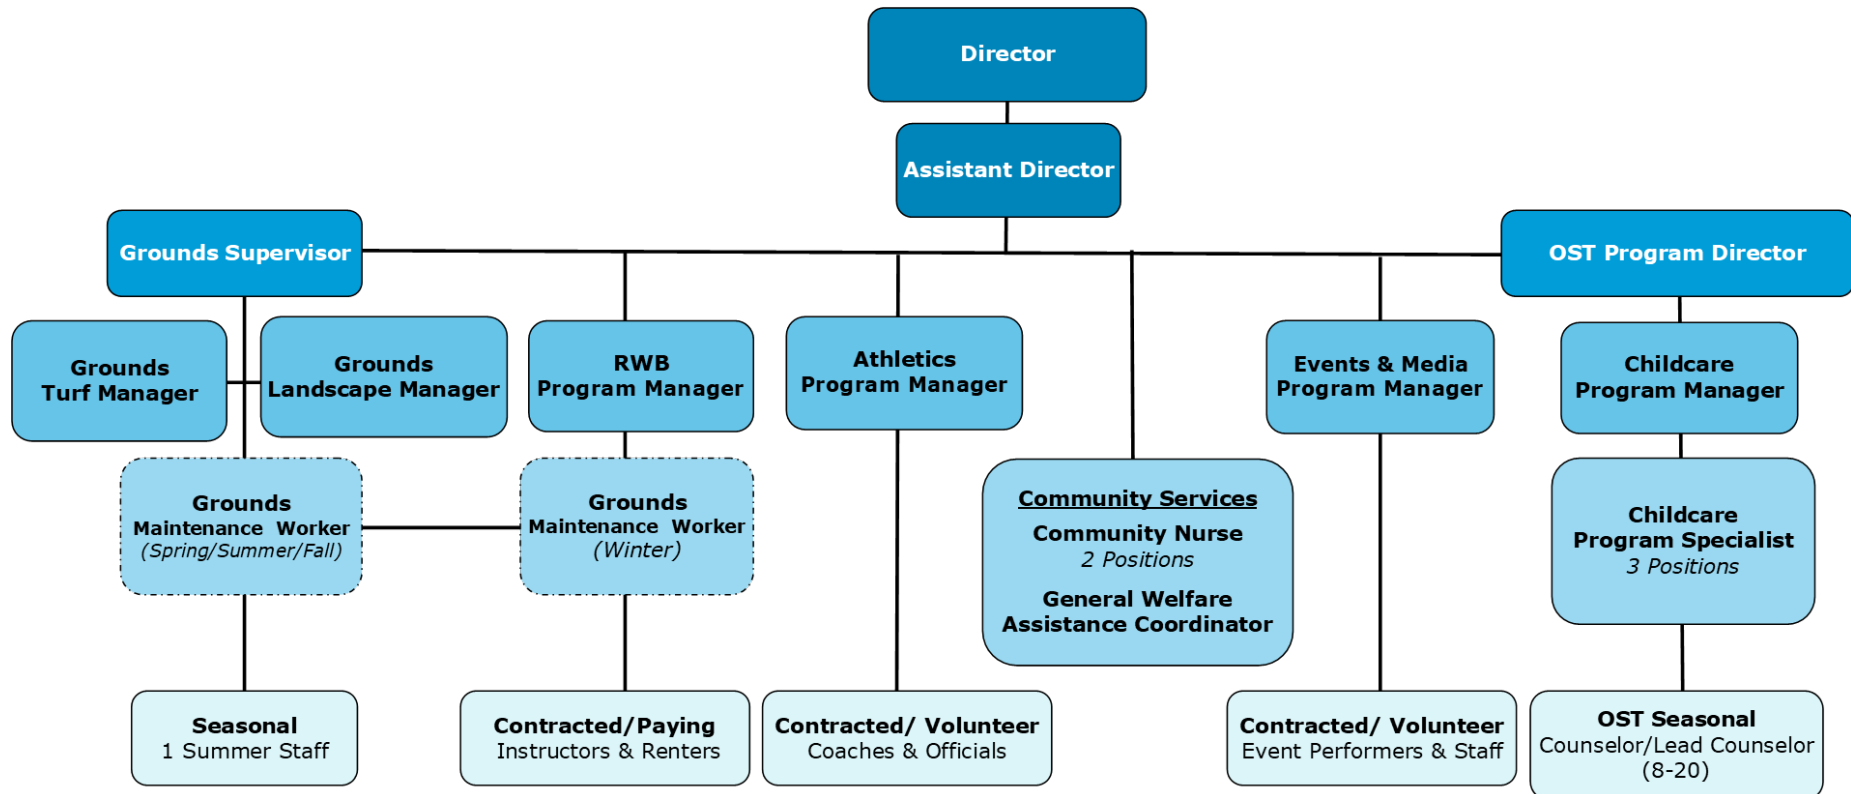 Director
Assistant Director
Grounds Supervisor
OST Program Director
Grounds
Turf Manager
Grounds
Landscape Manager
RWB
Program Manager
Athletics
Program Manager
Events & Media
Program Manager
Childcare
Program Manager
Grounds
Maintenance Worker
(Spring/Summer/Fall)
Grounds
Maintenance Worker
(Winter)
Community Services
Community Nurse
2 Positions
General Welfare
Assistance Coordinator
Childcare
Program Specialist
3 Positions
Seasonal
1 Summer Staff
Contracted/Paying
Instructors & Renters
Contracted/ Volunteer
Coaches & Officials
Contracted/ Volunteer
Event Performers & Staff
OST Seasonal
Counselor/Lead Counselor
(8-20)